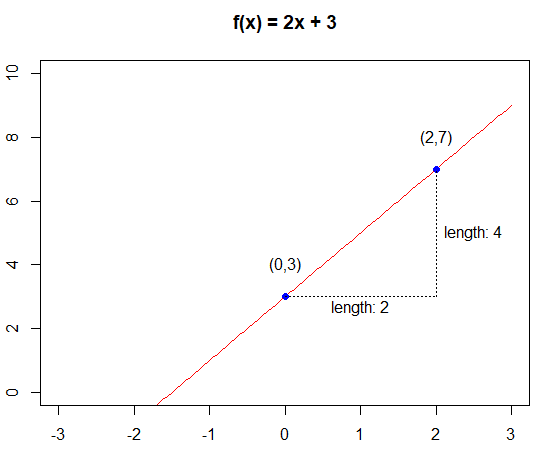 f(x) = 2x + 3
10
8
(2,7)
6
length: 4
4
(0,3)
length: 2
2
0
-3 -2 -1 0 1 2 3